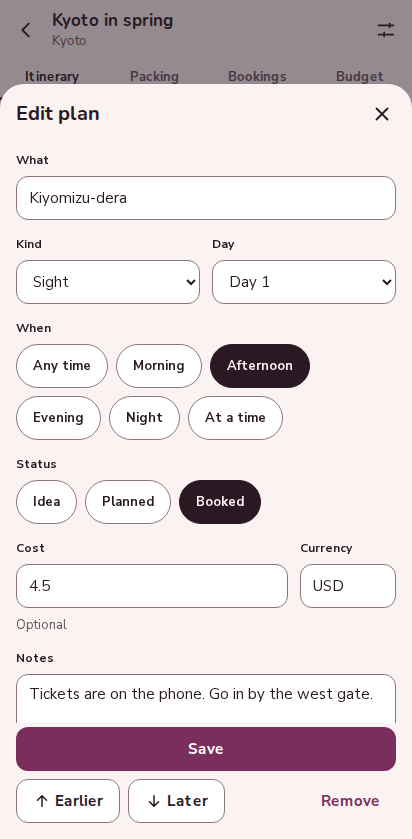 Kyoto in spring
Kyoto
Itinerary Packing Bookings Budget
Edit plan
What
Kiyomizu-dera
Kind Day
Sight Day 1
When
Any time Morning Afternoon
Evening Night At a time
Status
Idea Planned Booked
Cost Currency
4.5 USD
Optional
Notes
Tickets are on the phone. Go in by the west gate.
Save
Earlier Later Remove